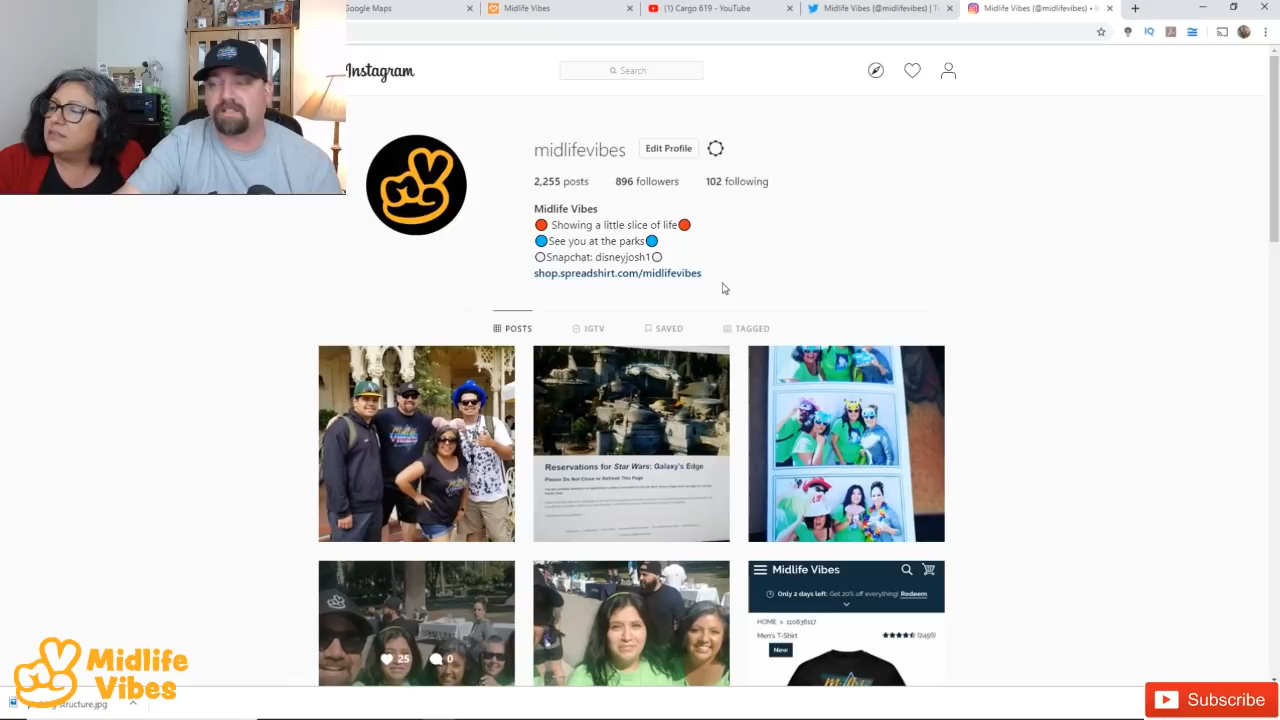 Google Maps
Midlife Vibes
(1) Cargo 619 - YouTube
Midlife Vibes (@midlifevibes) | T
Midlife Vibes (@midlifevibes) •
Instagram
Search
midlifevibes
Edit Profile
2,255 posts 896 followers 102 following
Midlife Vibes
Showing a little slice of life
See you at the parks
Snapchat: disneyjosh1
shop.spreadshirt.com/midlifevibes
POSTS IGTV SAVED TAGGED
Reservations for Star Wars: Galaxy's Edge
Please Do Not Close or Refresh This Page
Midlife Vibes
Only 2 days left: Get 20% off everything! Redeem
HOME > 110836117
Men's T-Shirt
(2456)
New
25 0
Midlife
Vibes
structure.jpg
Subscribe